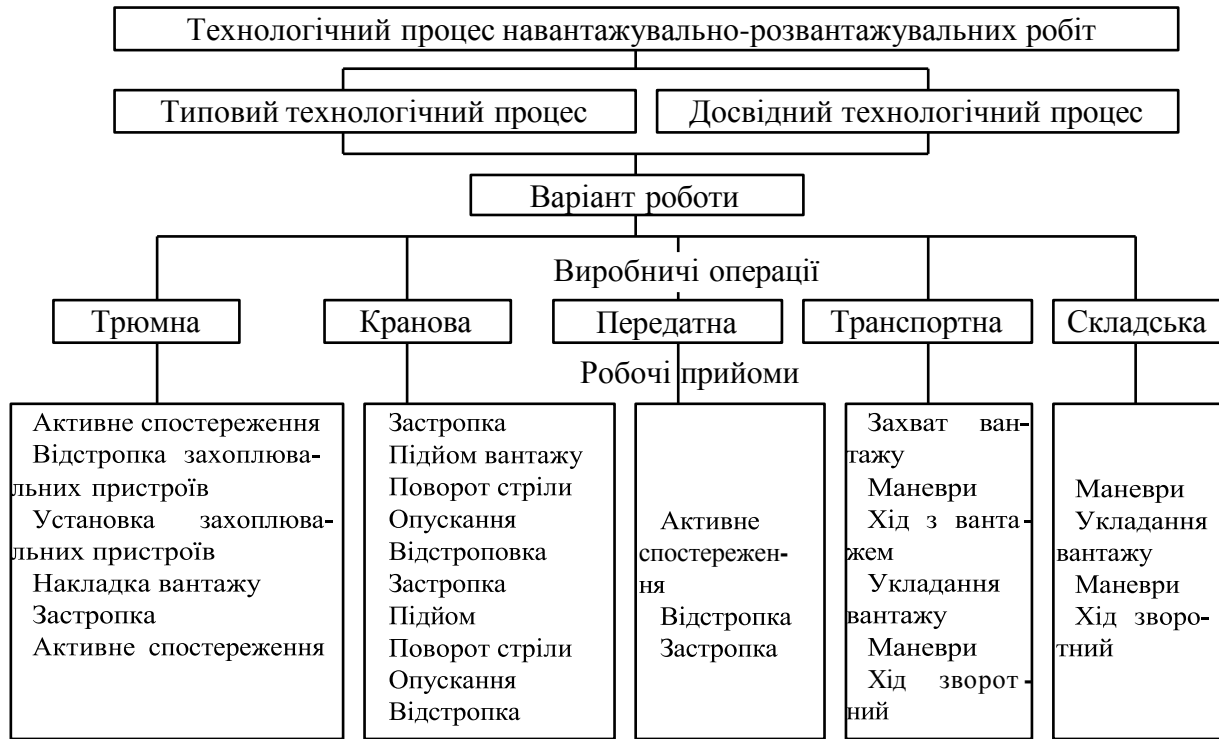 Технологічний процес навантажувально-розвантажувальних робіт
Типовий технологічний процес
Досвідний технологічний процес
Варіант роботи
Виробничі операції
Трюмна
Кранова
Передатна
Транспортна
Складська
Робочі прийоми
Активне спостереження
Відстропка захоплюва-
льних пристроїв
Установка захоплюва-
льних пристроїв
Накладка вантажу
Застропка
Активне спостереження
Застропка
Підйом вантажу
Поворот стріли
Опускання
Відстроповка
Застропка
Підйом
Поворот стріли
Опускання
Відстропка
Активне
спостережен-
ня
Відстропка
Застропка
Захват ван-
тажу
Маневри
Хід званта-
жем
Укладання
вантажу
Маневри
Хід зворот-
ний
Маневри
Укладання
вантажу
Маневри
Хід зворо-
тний